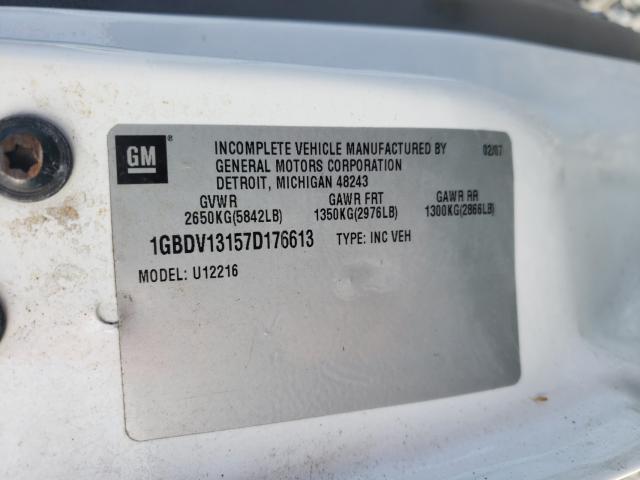 GM ®
INCOMPLETE VEHICLE MANUFACTURED BY 02/07
GENERAL MOTORS CORPORATION
DETROIT, MICHIGAN 48243
GVWR GAWR FRT GAWR RR
2650KG(5842LB) 1350KG(2976LB) 1300KG(2866LB)
1GBDV13157D176613 TYPE: INC VEH
MODEL: U12216